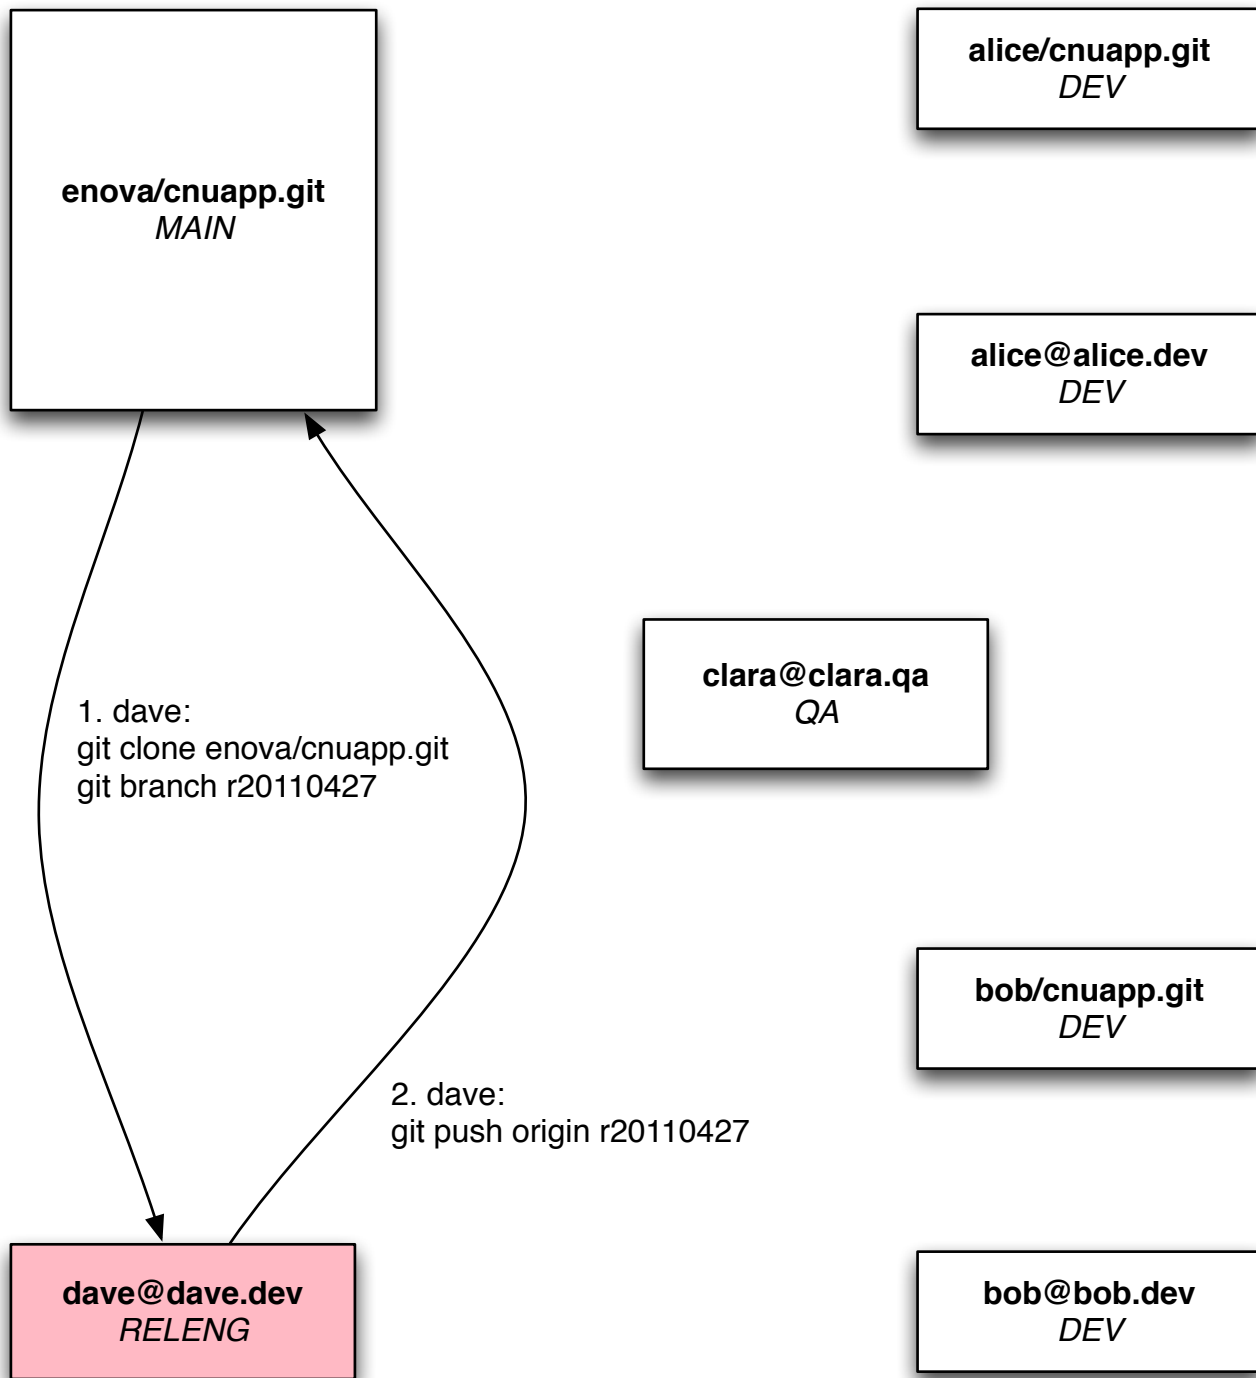 enova/cnuapp.git
MAIN
alice/cnuapp.git
DEV
alice@alice.dev
DEV
clara@clara.qa
QA
1. dave:
git clone enova/cnuapp.git
git branch r20110427
bob/cnuapp.git
DEV
2. dave:
git push origin r20110427
dave@dave.dev
RELENG
bob@bob.dev
DEV